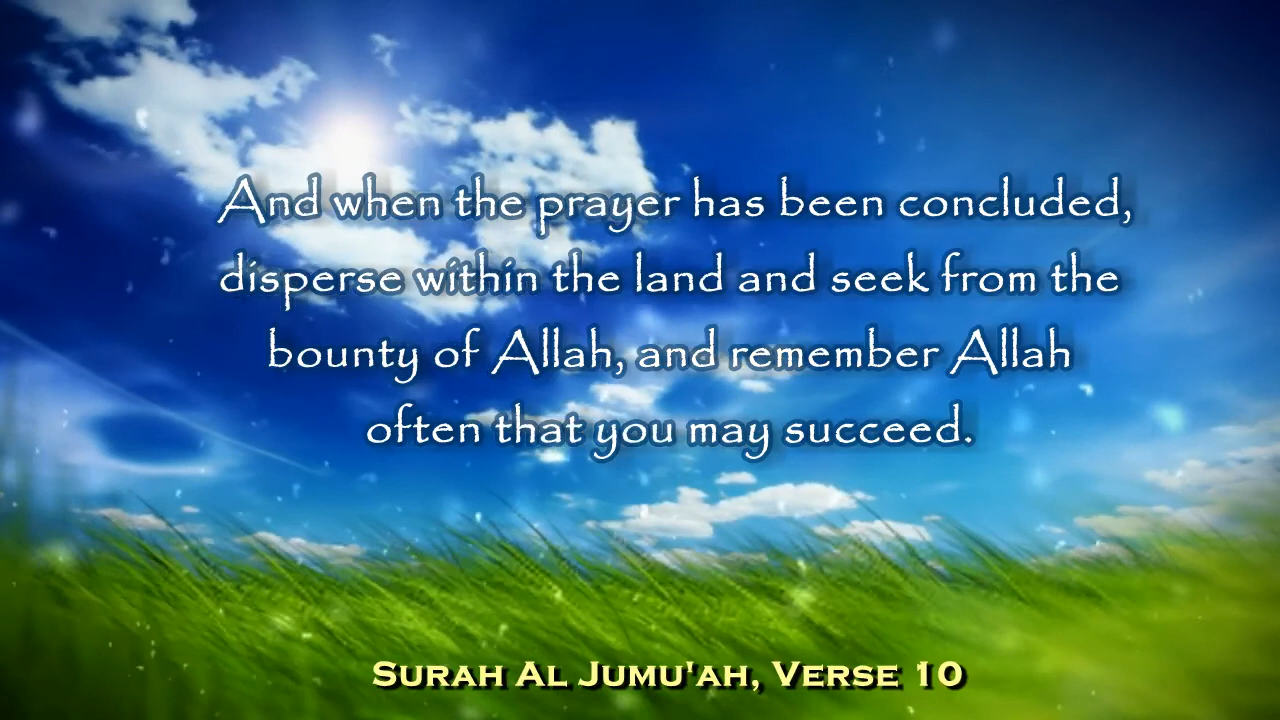 And when the prayer has been concluded,
disperse within the land and seek from the
bounty of Allah, and remember Allah
often that you may succeed.
Surah Al Jumu'ah, Verse 10